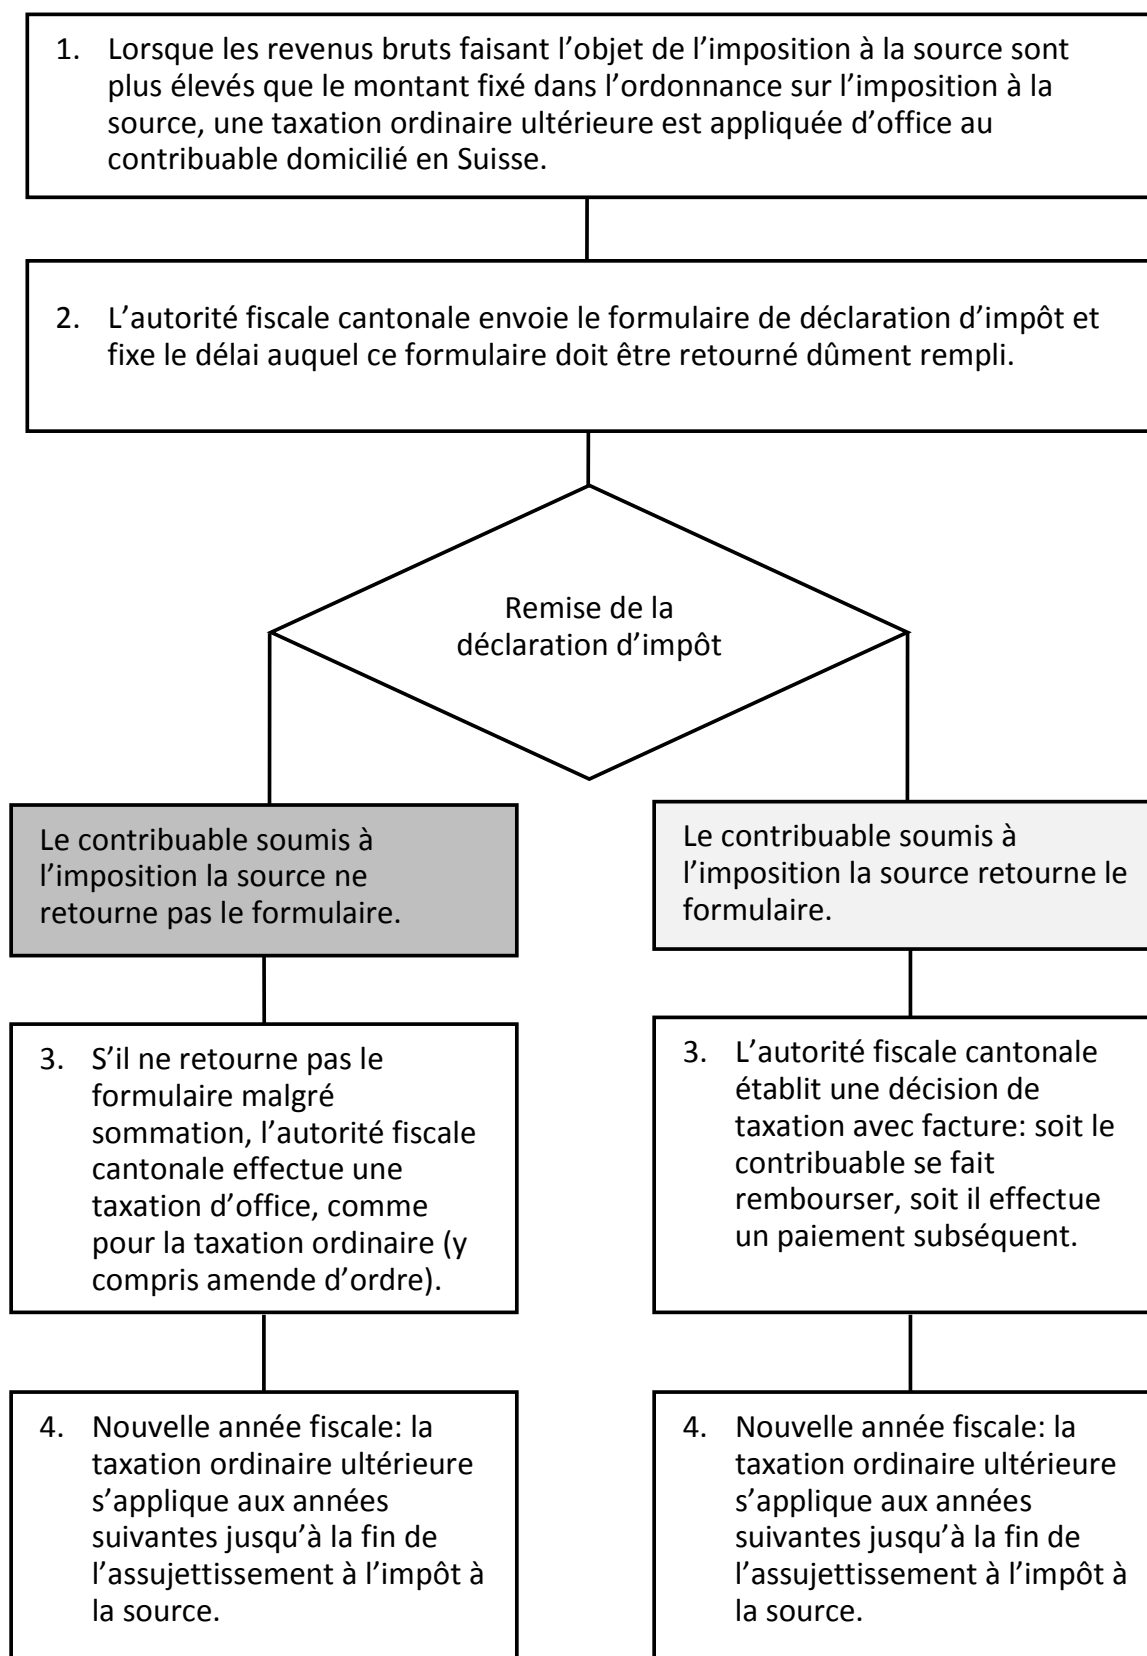 1. Lorsque les revenus bruts faisant l’objet de l’imposition à la source sont
plus élevés que le montant fixé dans l’ordonnance sur l’imposition à la
source, une taxation ordinaire ultérieure est appliquée d’office au
contribuable domicilié en Suisse.
2. L’autorité fiscale cantonale envoie le formulaire de déclaration d’impôt et
fixe le délai auquel ce formulaire doit être retourné dûment rempli.
Remise de la
déclaration d’impôt
Le contribuable soumis à
l’imposition la source ne
retourne pas le formulaire.
3. S’il ne retourne pas le
formulaire malgré
sommation, l’autorité fiscale
cantonale effectue une
taxation d’office, comme
pour la taxation ordinaire (y
compris amende d’ordre).
4. Nouvelle année fiscale: la
taxation ordinaire ultérieure
s’applique aux années
suivantes jusqu’à la fin de
l’assujettissement à l’impôt à
la source.
Le contribuable soumis à
l’imposition la source retourne le
formulaire.
3. L’autorité fiscale cantonale
établit une décision de
taxation avec facture: soit le
contribuable se fait
rembourser, soit il effectue
un paiement subséquent.
4. Nouvelle année fiscale: la
taxation ordinaire ultérieure
s’applique aux années
suivantes jusqu’à la fin de
l’assujettissement à l’impôt à
la source.